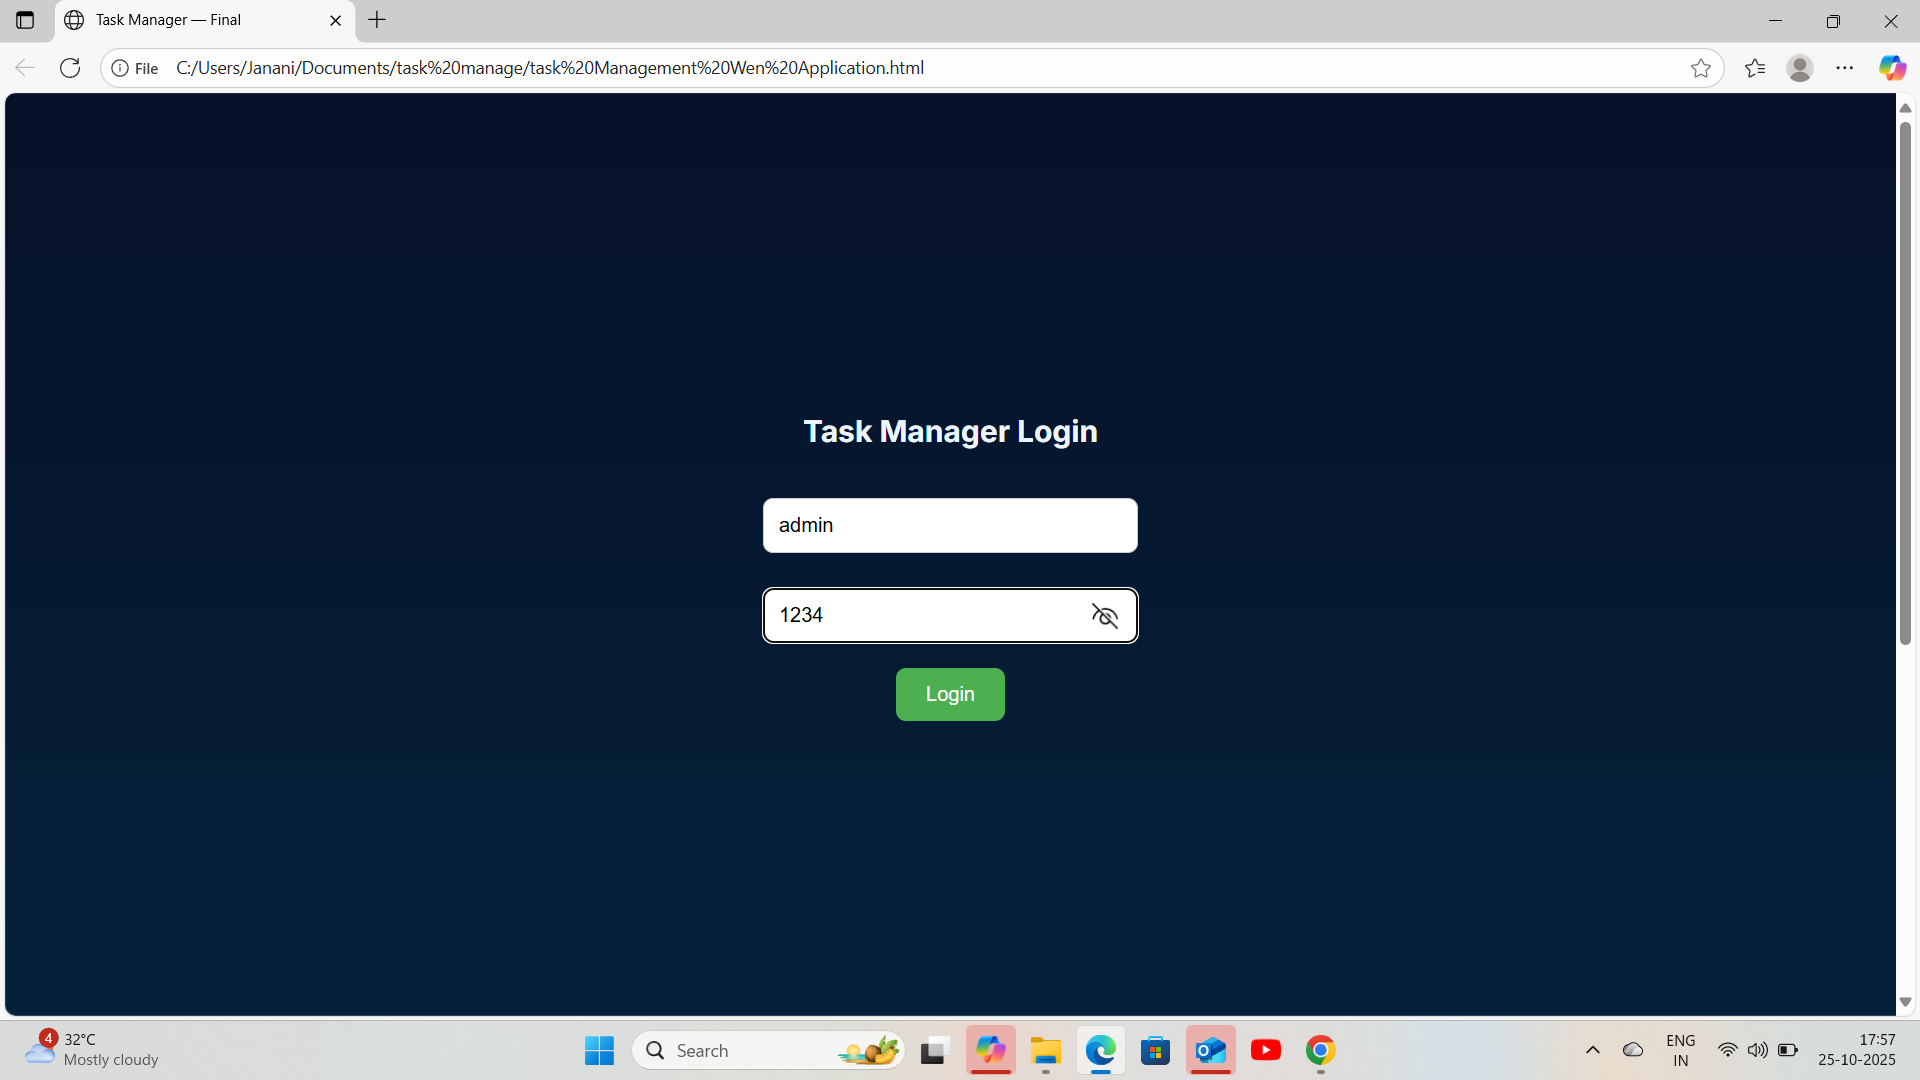 Task Manager — Final
File C:/Users/Janani/Documents/task%20manage/task%20Management%20Wen%20Application.html
Task Manager Login
admin
1234
Login
4
32°C
Mostly cloudy
Search
ENG
IN
17:57
25-10-2025